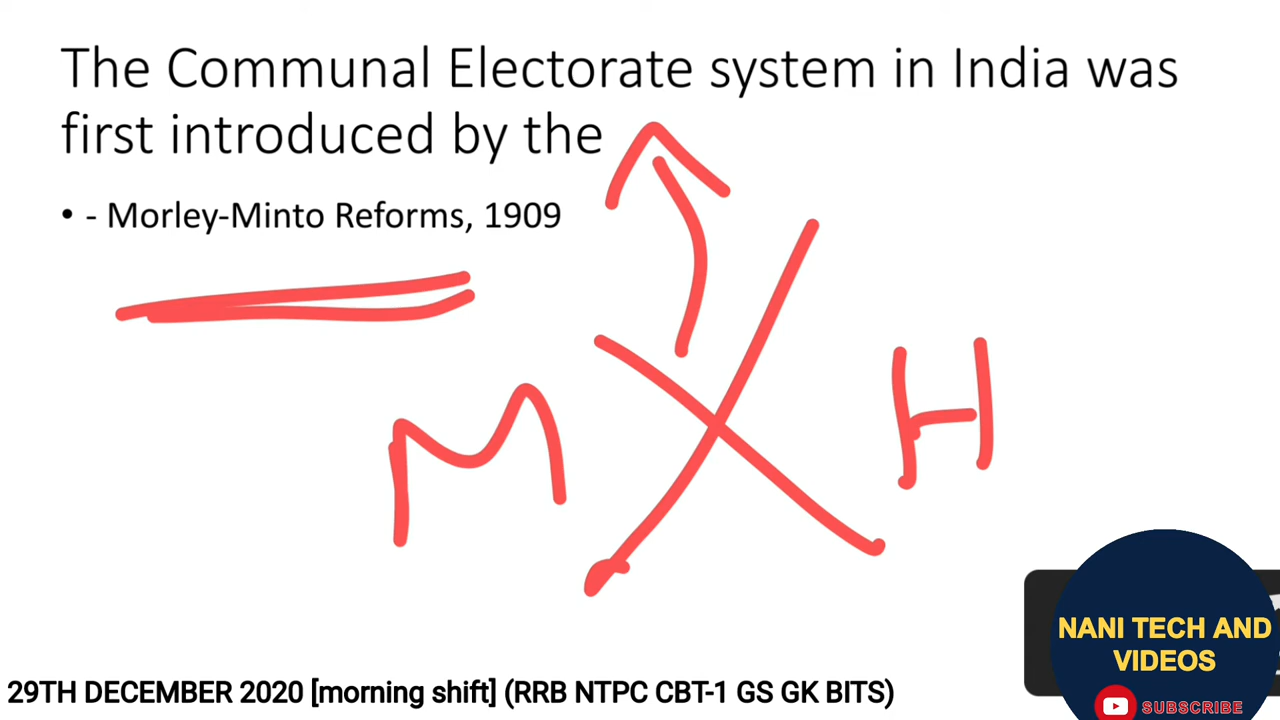 The Communal Electorate system in India was
first introduced by the
• - Morley-Minto Reforms, 1909
M X H
NANI TECH AND
VIDEOS
SUBSCRIBE
29TH DECEMBER 2020 [morning shift] (RRB NTPC CBT-1 GS GK BITS)